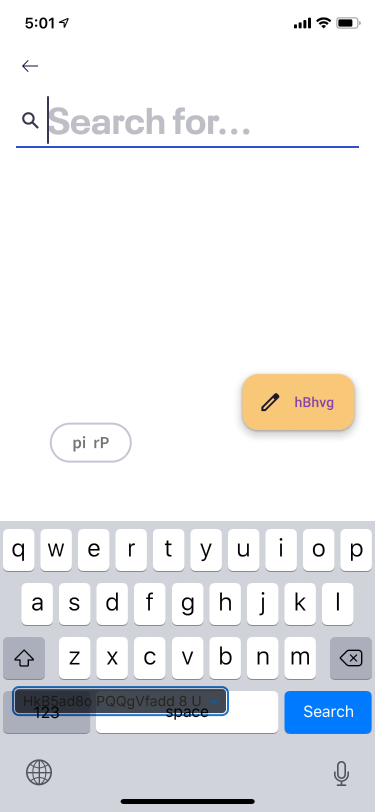 5:01
Search for...
hBhvg
pi rP
q w e r t y u i o p
a s d f g h j k l
z x c v b n m
HkB5ad8o PQQgVfadd 8 U
123 space Search